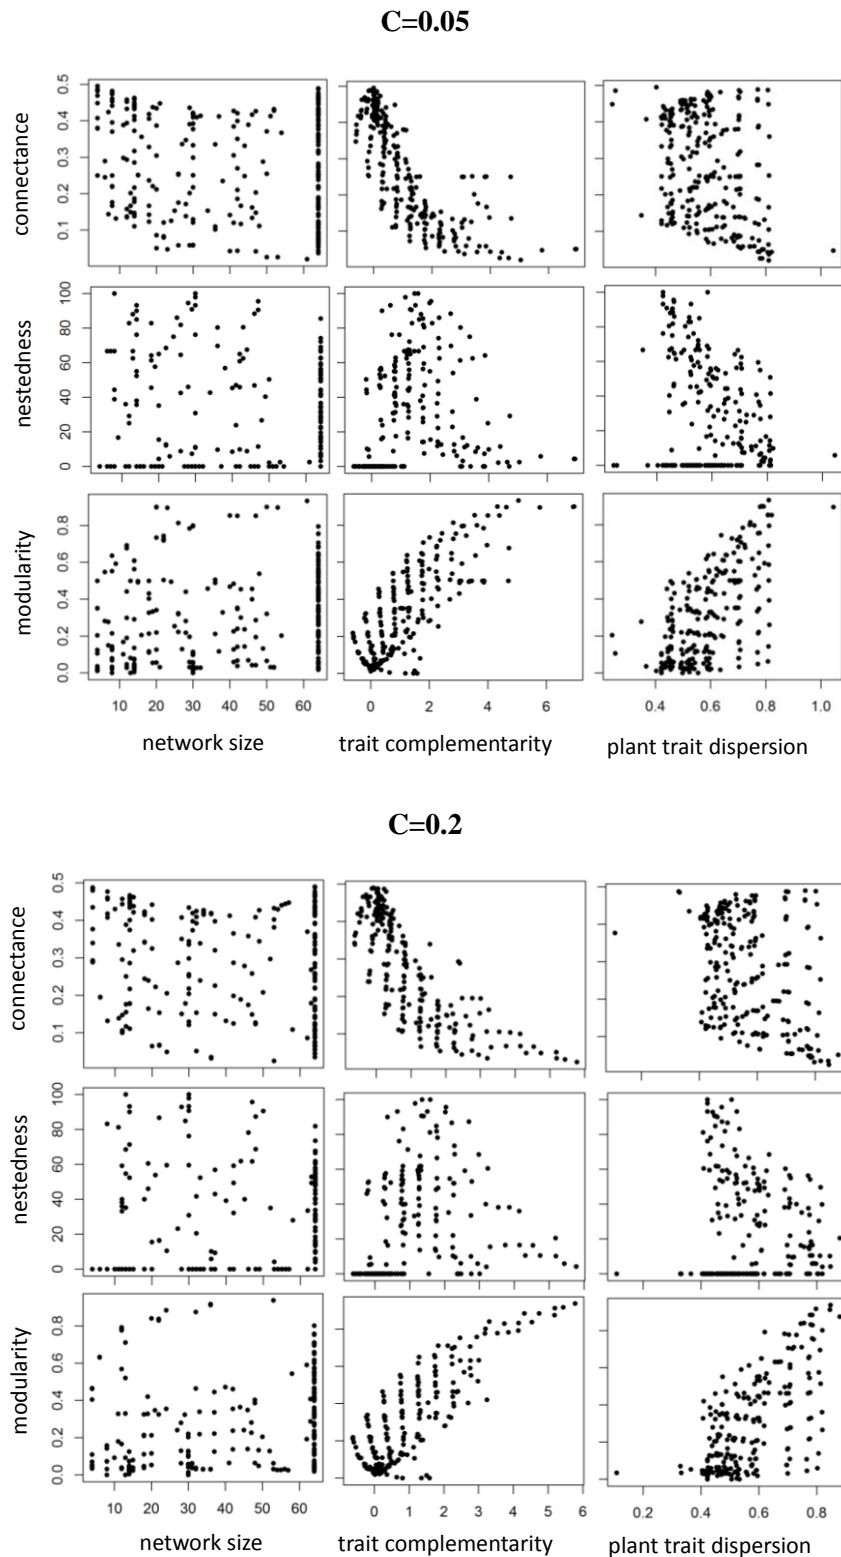 C=0.05
connectance
0.5
0.4
0.3
0.2
0.1
nestedness
100
80
60
40
20
0
modularity
0.8
0.6
0.4
0.2
0.0
10 20 30 40 50 60
0 2 4 6
0.4 0.6 0.8 1.0
network size
trait complementarity
plant trait dispersion
C=0.2
connectance
0.5
0.4
0.3
0.2
0.1
nestedness
100
80
60
40
20
0
modularity
0.8
0.6
0.4
0.2
0.0
10 20 30 40 50 60
0 1 2 3 4 5 6
0.2 0.4 0.6 0.8
network size
trait complementarity
plant trait dispersion